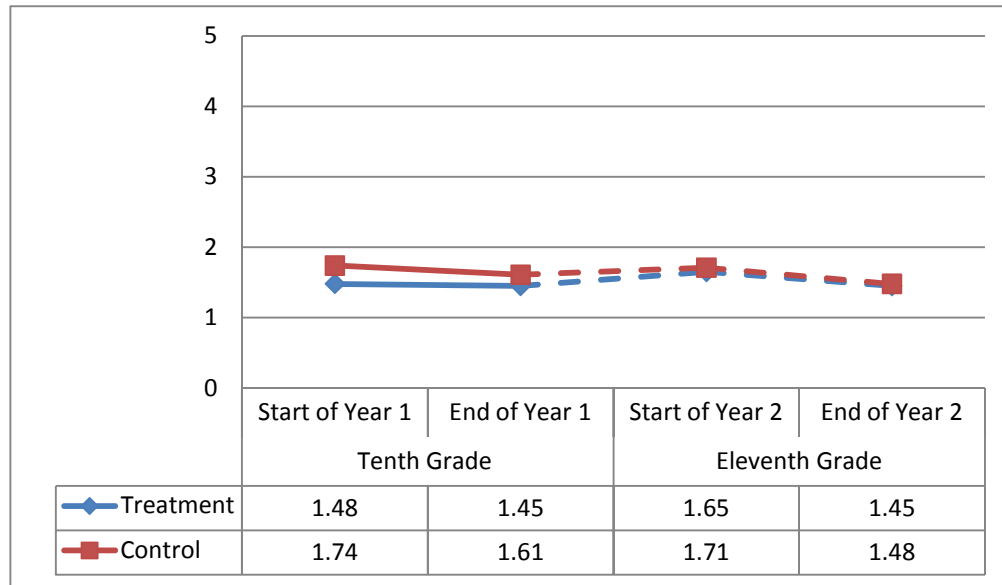 5
4
3
2
1
0
Start of Year 1 End of Year 1 Start of Year 2 End of Year 2
Tenth Grade Eleventh Grade
Treatment 1.48 1.45 1.65 1.45
Control 1.74 1.61 1.71 1.48